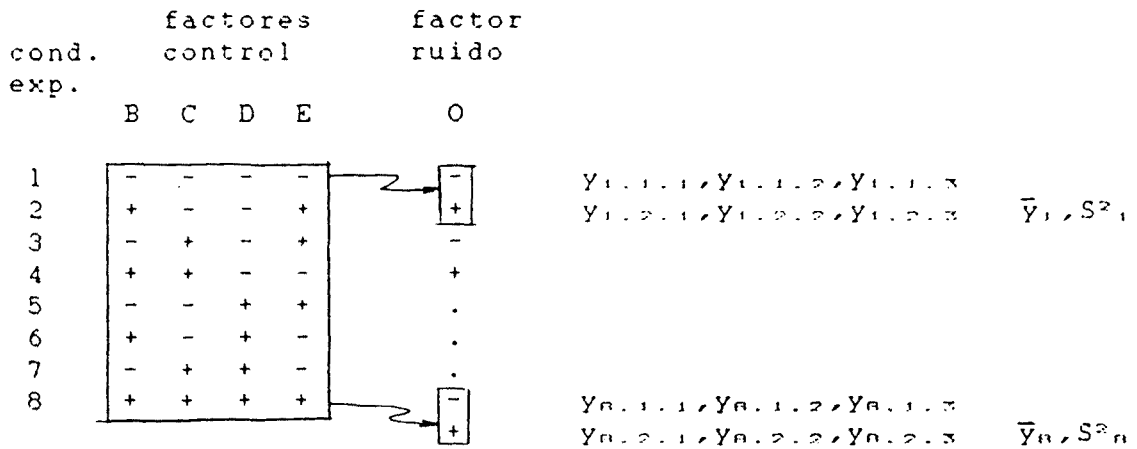 factores factor
cond. control ruido
exp.
B C D E O
1 - - - - - y1.1.1,y1.1.2,y1.1.3
2 + - - + + y1.2.1,y1.2.2,y1.2.3 ȳ1,S²1
3 - + - + -
4 + + - - +
5 - - + + .
6 + - + - .
7 - + + - .
8 + + + + - y8.1.1,y8.1.2,y8.1.3
+ y8.2.1,y8.2.2,y8.2.3 ȳ8,S²8